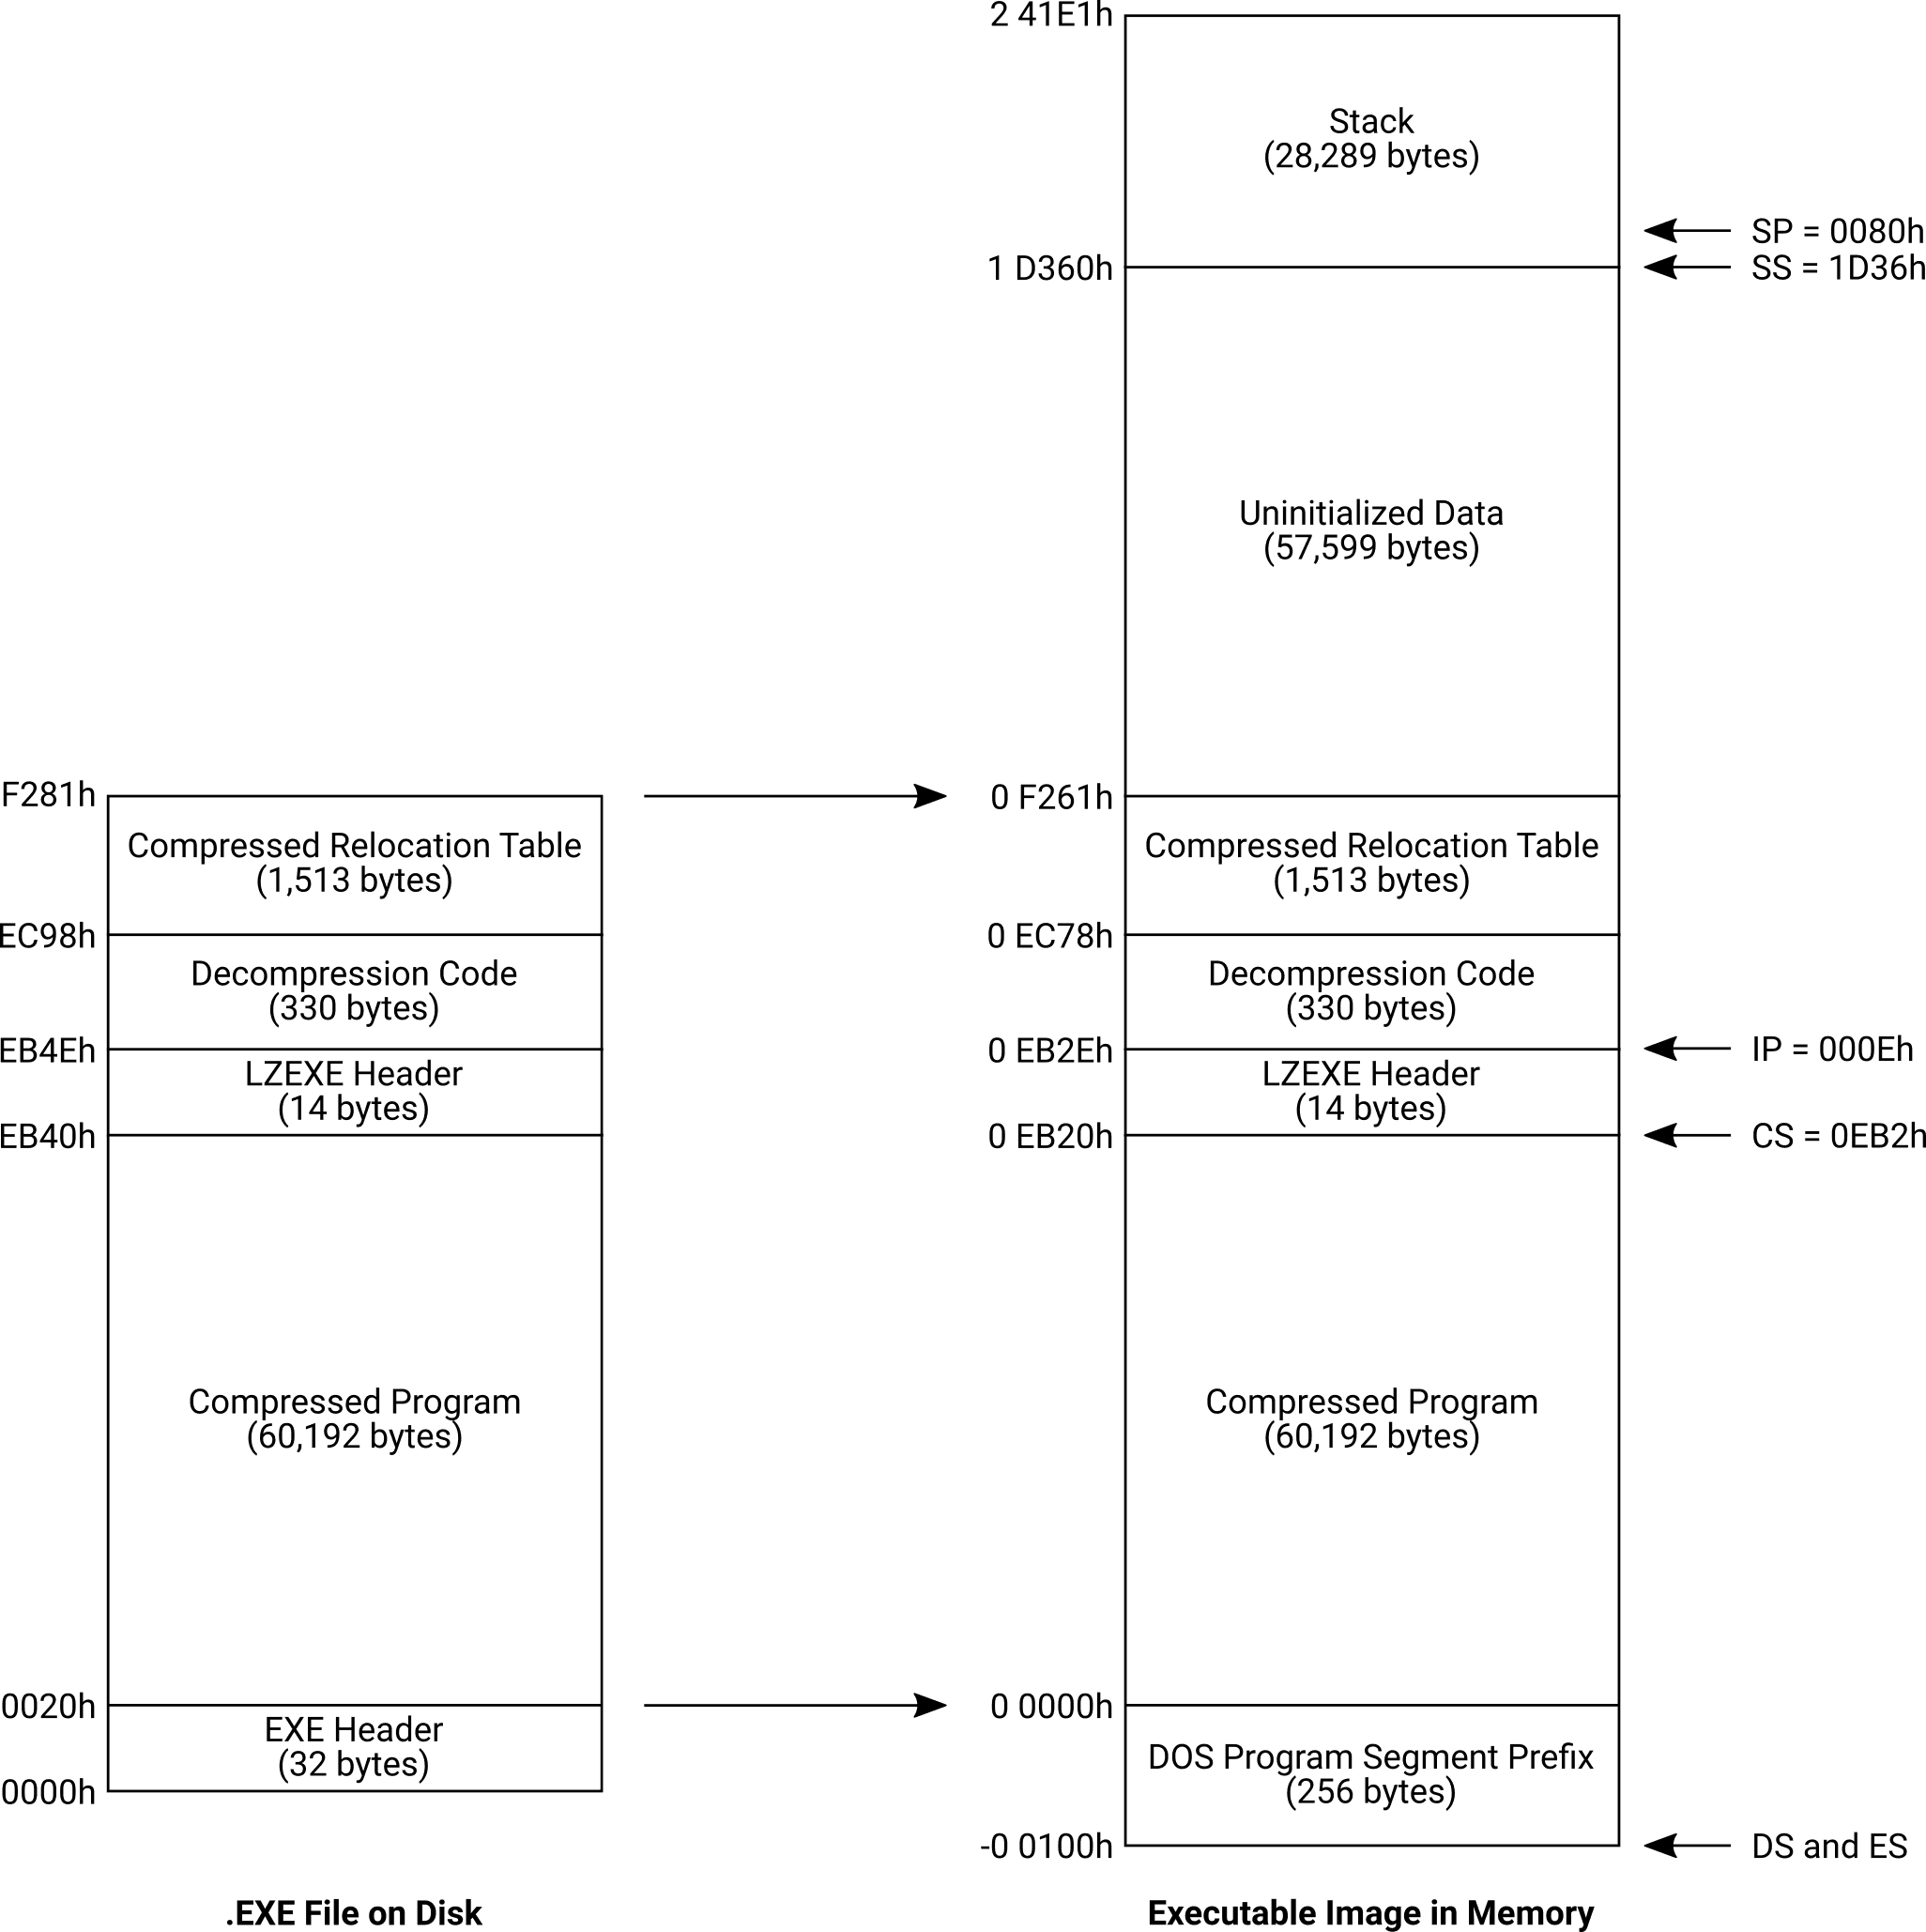 F281h
Compressed Relocation Table
(1,513 bytes)
EC98h
Decompression Code
(330 bytes)
EB4Eh
LZEXE Header
(14 bytes)
EB40h
Compressed Program
(60,192 bytes)
0020h
EXE Header
(32 bytes)
0000h
.EXE File on Disk
2 41E1h
Stack
(28,289 bytes)
SP = 0080h
1 D360h
SS = 1D36h
Uninitialized Data
(57,599 bytes)
0 F261h
Compressed Relocation Table
(1,513 bytes)
0 EC78h
Decompression Code
(330 bytes)
0 EB2Eh
IP = 000Eh
LZEXE Header
(14 bytes)
0 EB20h
CS = 0EB2h
Compressed Program
(60,192 bytes)
0 0000h
DOS Program Segment Prefix
(256 bytes)
-0 0100h
DS and ES
Executable Image in Memory